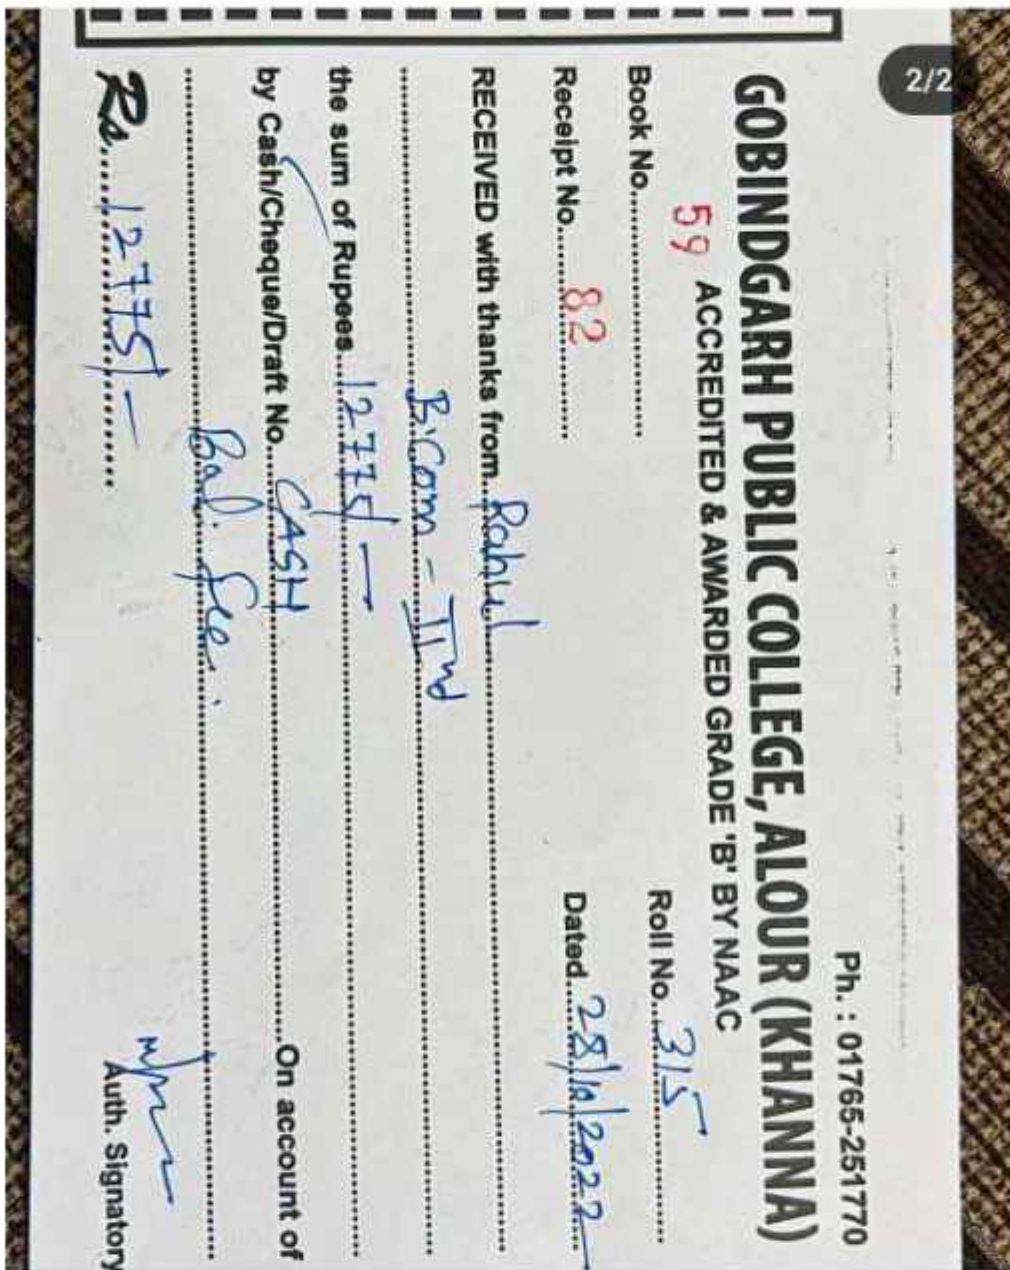 2/2
Ph. : 01765-251770
GOBINDGARH PUBLIC COLLEGE, ALOUR (KHANNA)
59 ACCREDITED & AWARDED GRADE 'B' BY NAAC
Book No. Roll No. 315
Receipt No. 82 Dated 28/10/2022
RECEIVED with thanks from Rahul
B.Com - IInd
the sum of Rupees 12775/-
by Cash/Cheque/Draft No. CASH On account of
Bal. fee.
Rs. 12775/-
Auth. Signatory